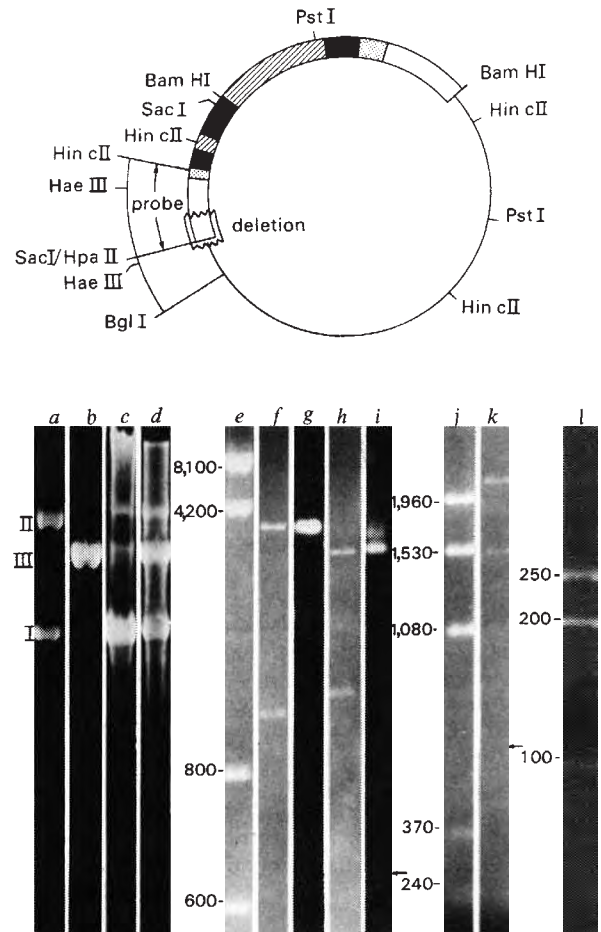 Pst I
Bam HI
Bam HI
Sac I
Hin cII
Hin cII
Hin cII
Hae III
probe
Pst I
deletion
SacI/Hpa II
Hae III
Hin cII
Bgl I
a b c d e f g h i j k l
8,100-
4,200-
II
1,960-
III
1,530-
250-
200-
I
1,080-
100-
800-
370-
240-
600-